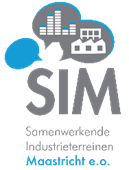 SIM
Samenwerkende
Industrieterreinen
Maastricht e.o.